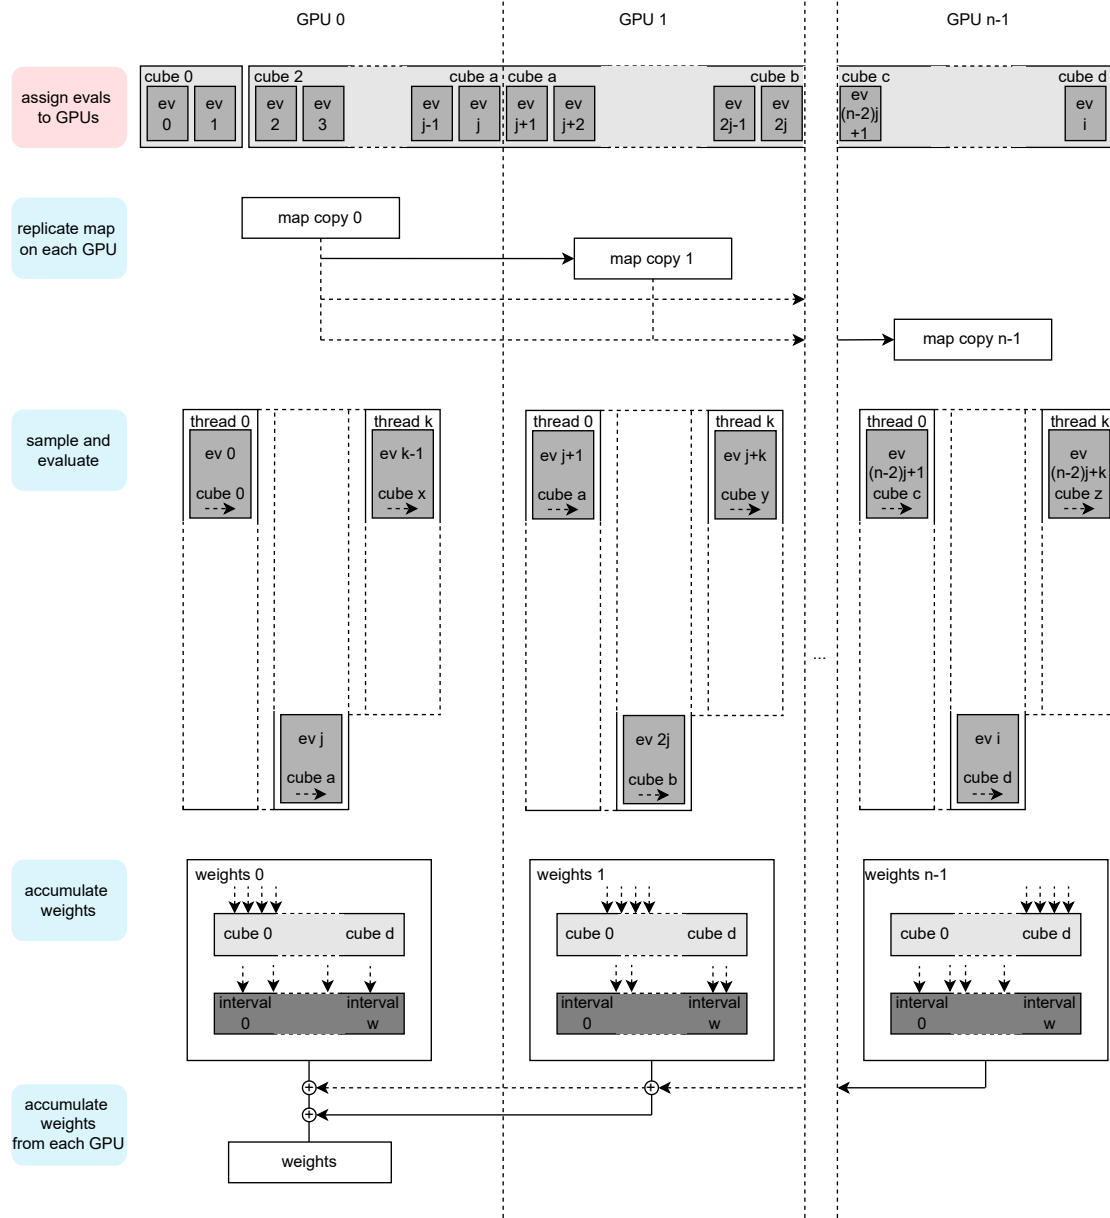 GPU 0
GPU 1
GPU n-1
assign evals
to GPUs
cube 0
cube 2
cube a
cube a
cube b
cube c
cube d
ev
0
ev
1
ev
2
ev
3
ev
j-1
ev
j
ev
j+1
ev
j+2
ev
2j-1
ev
2j
ev
(n-2)j
+1
ev
i
replicate map
on each GPU
map copy 0
map copy 1
map copy n-1
sample and
evaluate
thread 0
ev 0
cube 0
thread k
ev k-1
cube x
ev j
cube a
thread 0
ev j+1
cube a
thread k
ev j+k
cube y
ev 2j
cube b
...
thread 0
ev
(n-2)j+1
cube c
thread k
ev
(n-2)j+k
cube z
ev i
cube d
accumulate
weights
weights 0
cube 0
cube d
interval
0
interval
w
weights 1
cube 0
cube d
interval
0
interval
w
weights n-1
cube 0
cube d
interval
0
interval
w
accumulate
weights
from each GPU
weights